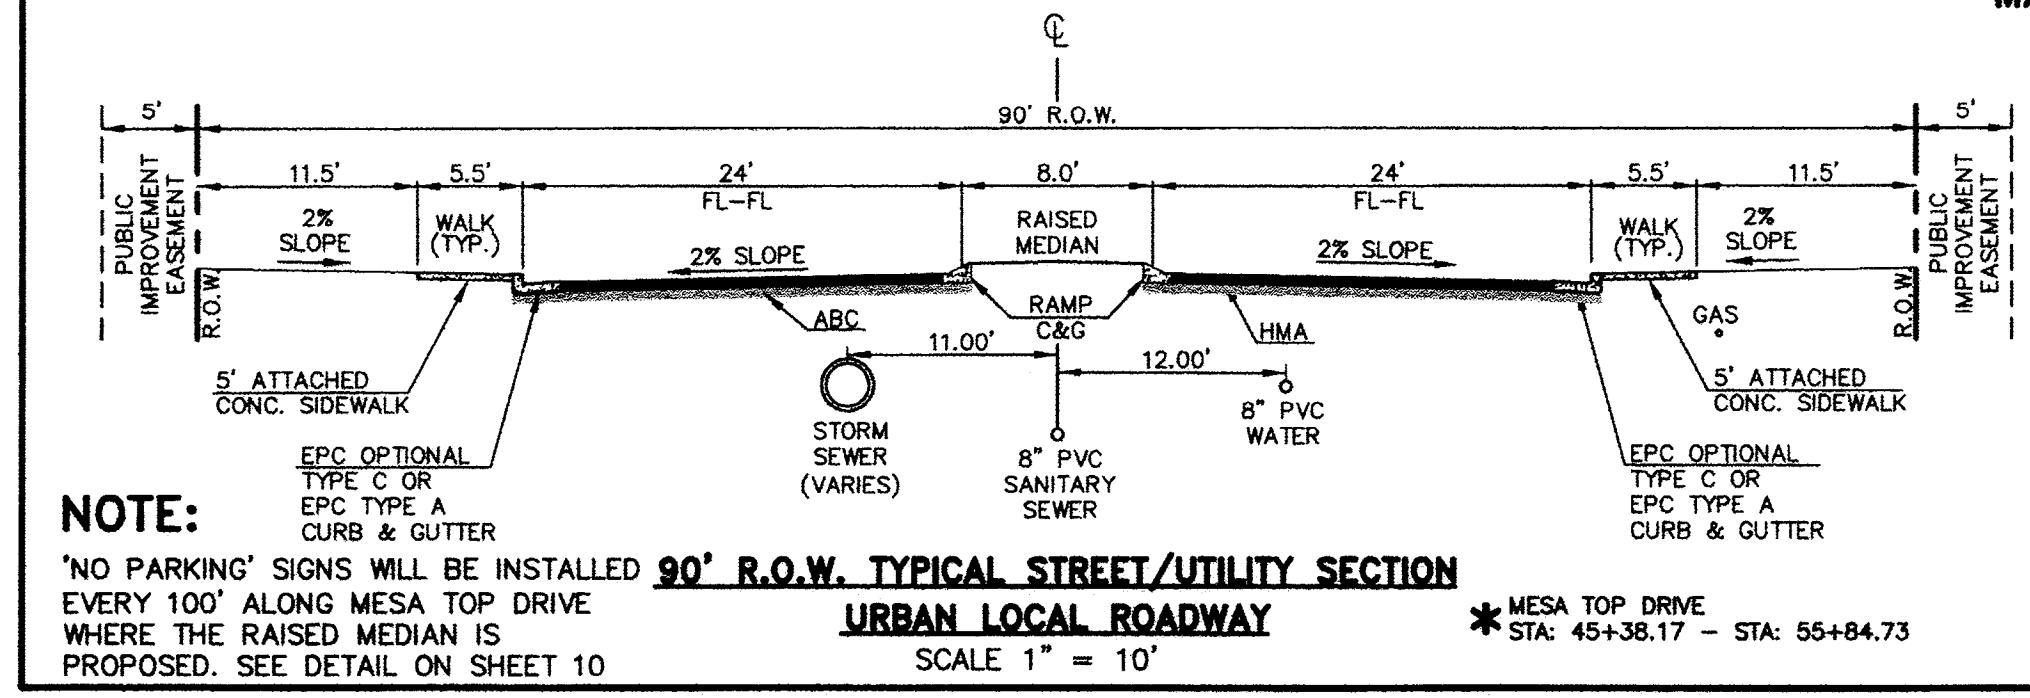 ℄
5'
90' R.O.W.
5'
PUBLIC
IMPROVEMENT
EASEMENT
R.O.W.
11.5'
5.5'
24'
FL-FL
8.0'
24'
FL-FL
5.5'
11.5'
PUBLIC
IMPROVEMENT
EASEMENT
R.O.W.
2%
SLOPE
WALK
(TYP.)
2% SLOPE
RAISED
MEDIAN
2% SLOPE
WALK
(TYP.)
2%
SLOPE
ABC
RAMP
C&G
HMA
GAS
11.00'
12.00'
5' ATTACHED
CONC. SIDEWALK
STORM
SEWER
(VARIES)
8" PVC
SANITARY
SEWER
8" PVC
WATER
5' ATTACHED
CONC. SIDEWALK
EPC OPTIONAL
TYPE C OR
EPC TYPE A
CURB & GUTTER
EPC OPTIONAL
TYPE C OR
EPC TYPE A
CURB & GUTTER
NOTE:
'NO PARKING' SIGNS WILL BE INSTALLED
EVERY 100' ALONG MESA TOP DRIVE
WHERE THE RAISED MEDIAN IS
PROPOSED. SEE DETAIL ON SHEET 10
90' R.O.W. TYPICAL STREET/UTILITY SECTION
URBAN LOCAL ROADWAY
SCALE 1" = 10'
* MESA TOP DRIVE
STA: 45+38.17 - STA: 55+84.73